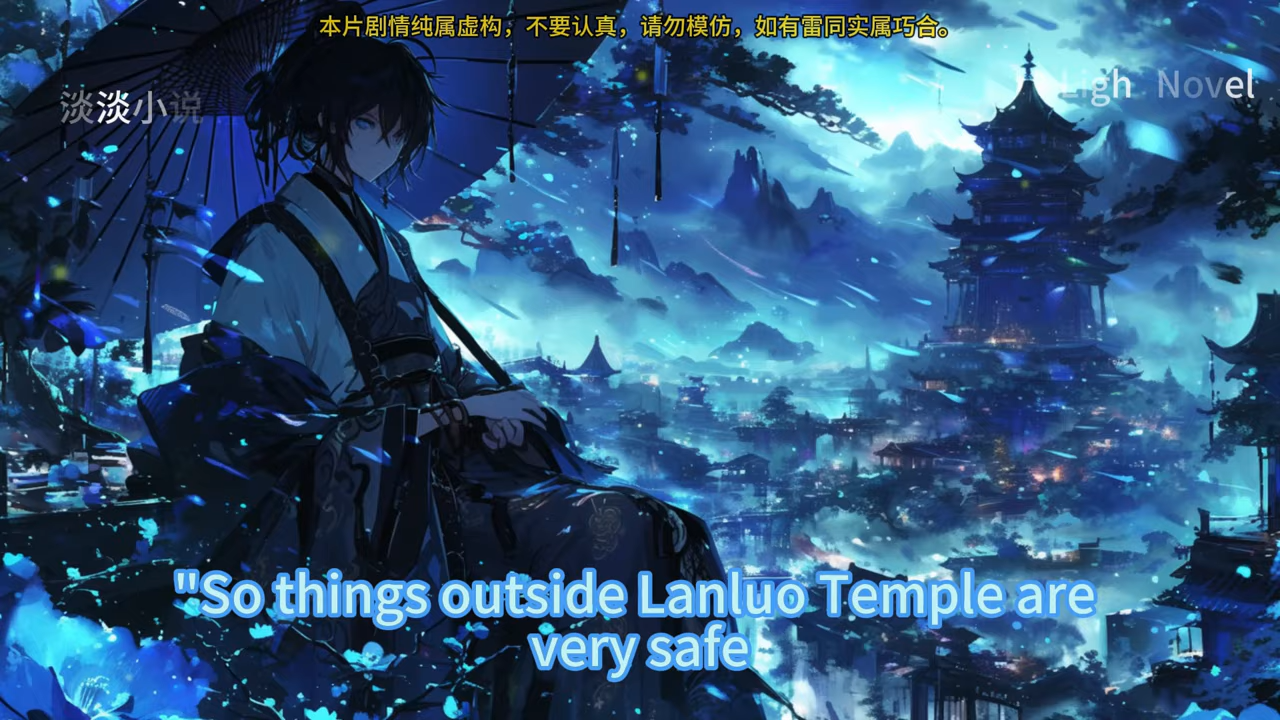 本片剧情纯属虚构，不要认真，请勿模仿，如有雷同实属巧合。
淡淡小说
Ligh Novel
"So things outside Lanluo Temple are
very safe